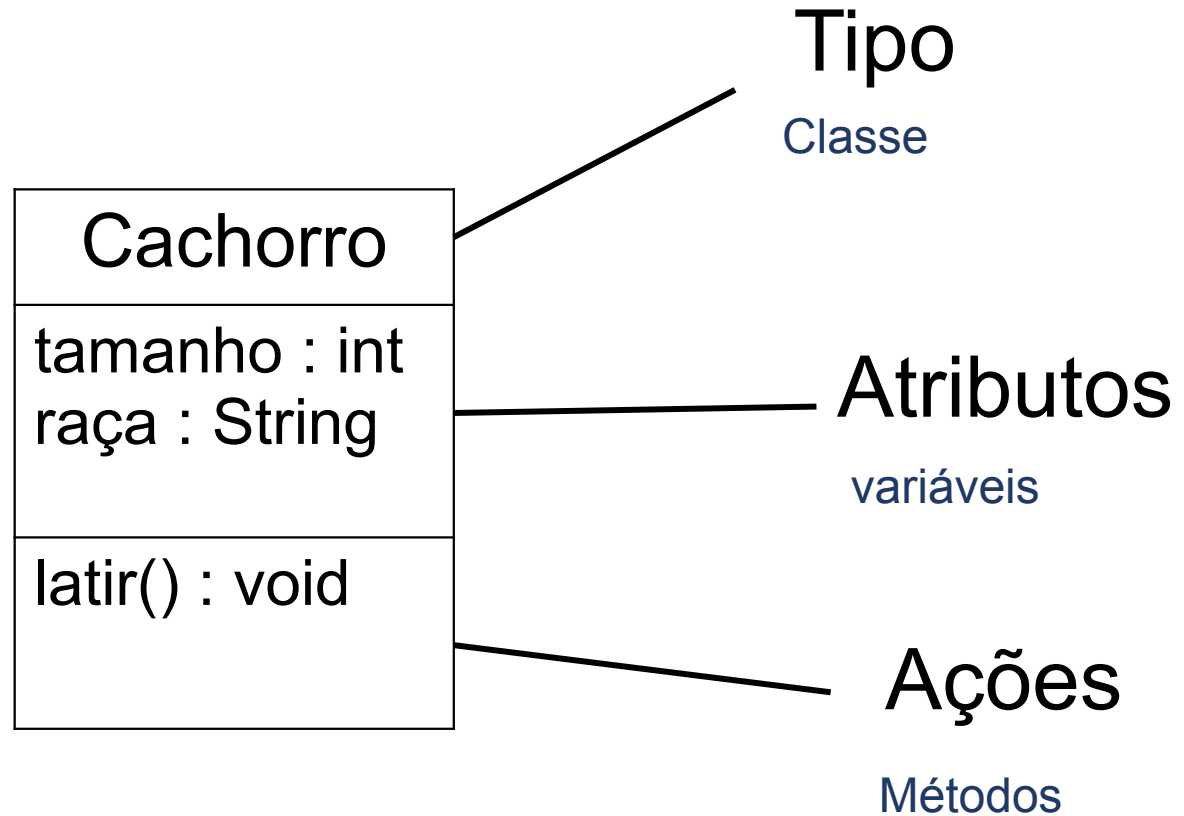 Tipo
Classe
Cachorro
tamanho : int
raça : String
Atributos
variáveis
latir() : void
Ações
Métodos